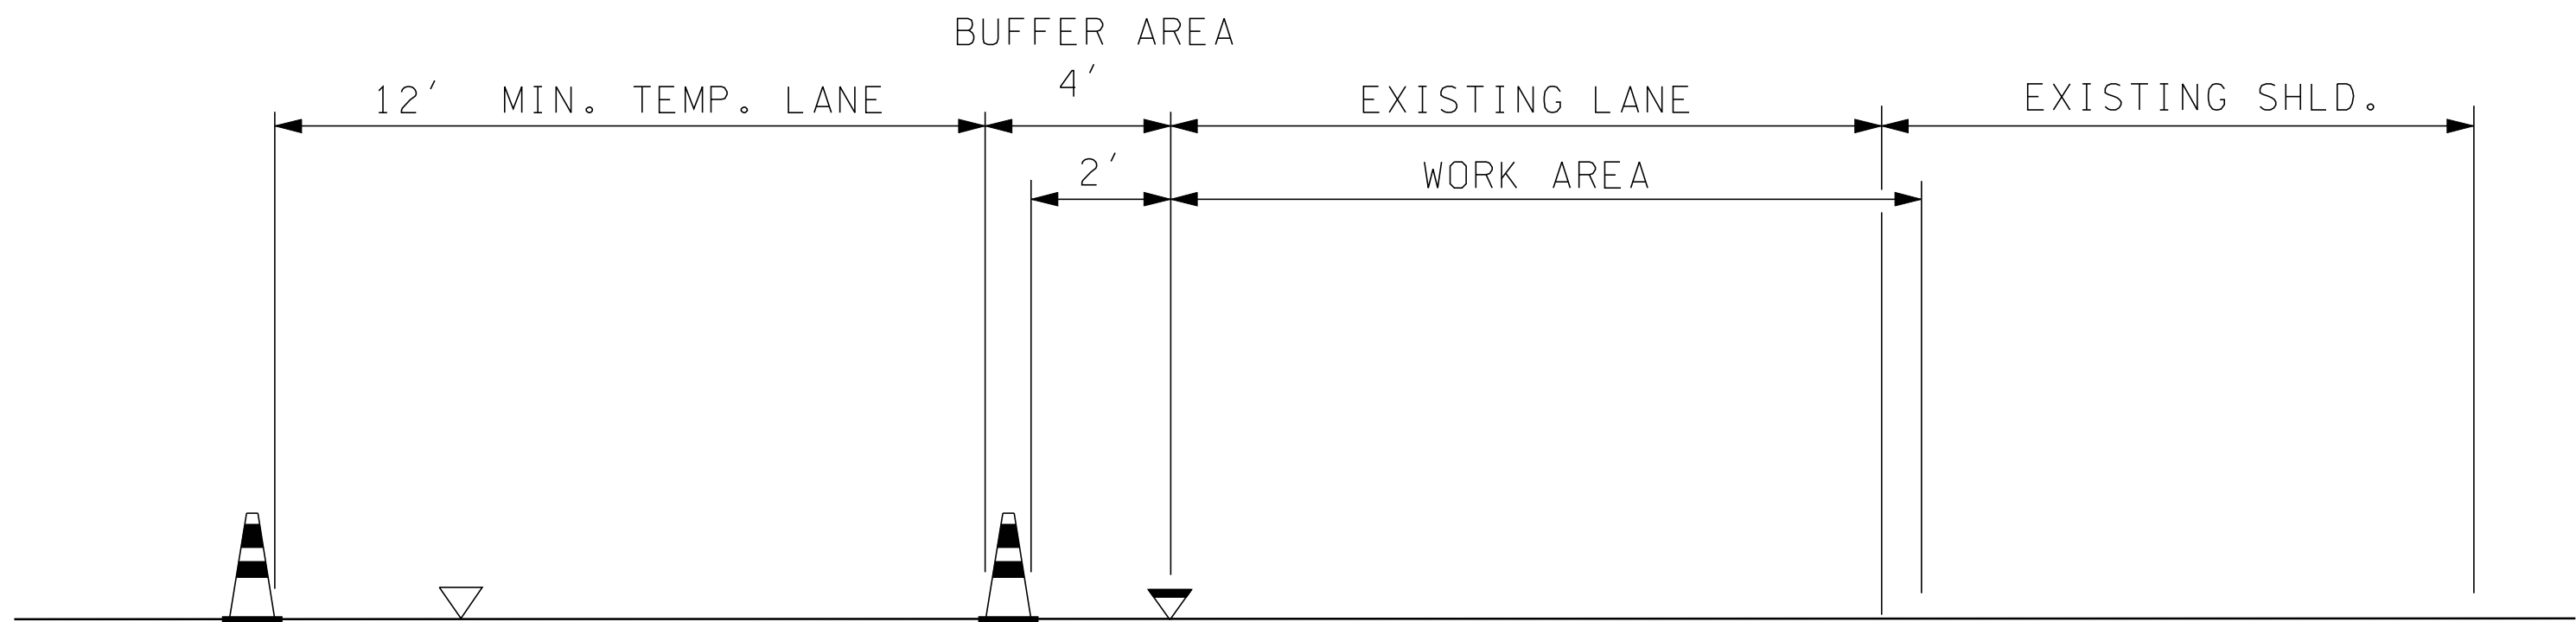 BUFFER AREA
4'
12' MIN. TEMP. LANE
EXISTING LANE
EXISTING SHLD.
2'
WORK AREA